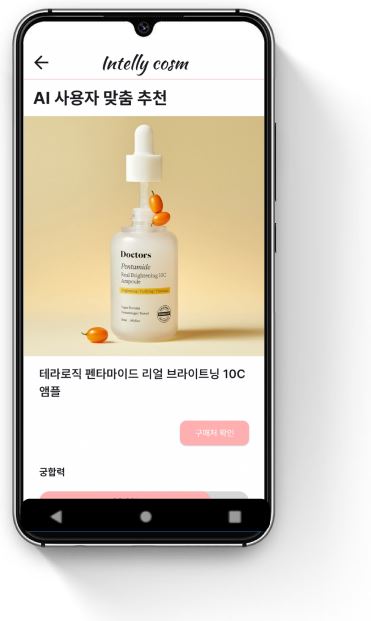 Intelly cosm
AI 사용자 맞춤 추천
Doctors
Pentamide
Real Brightening 10C
Ampoule
테라로직 펜타마이드 리얼 브라이트닝 10C
앰플
구매처 확인
궁합력